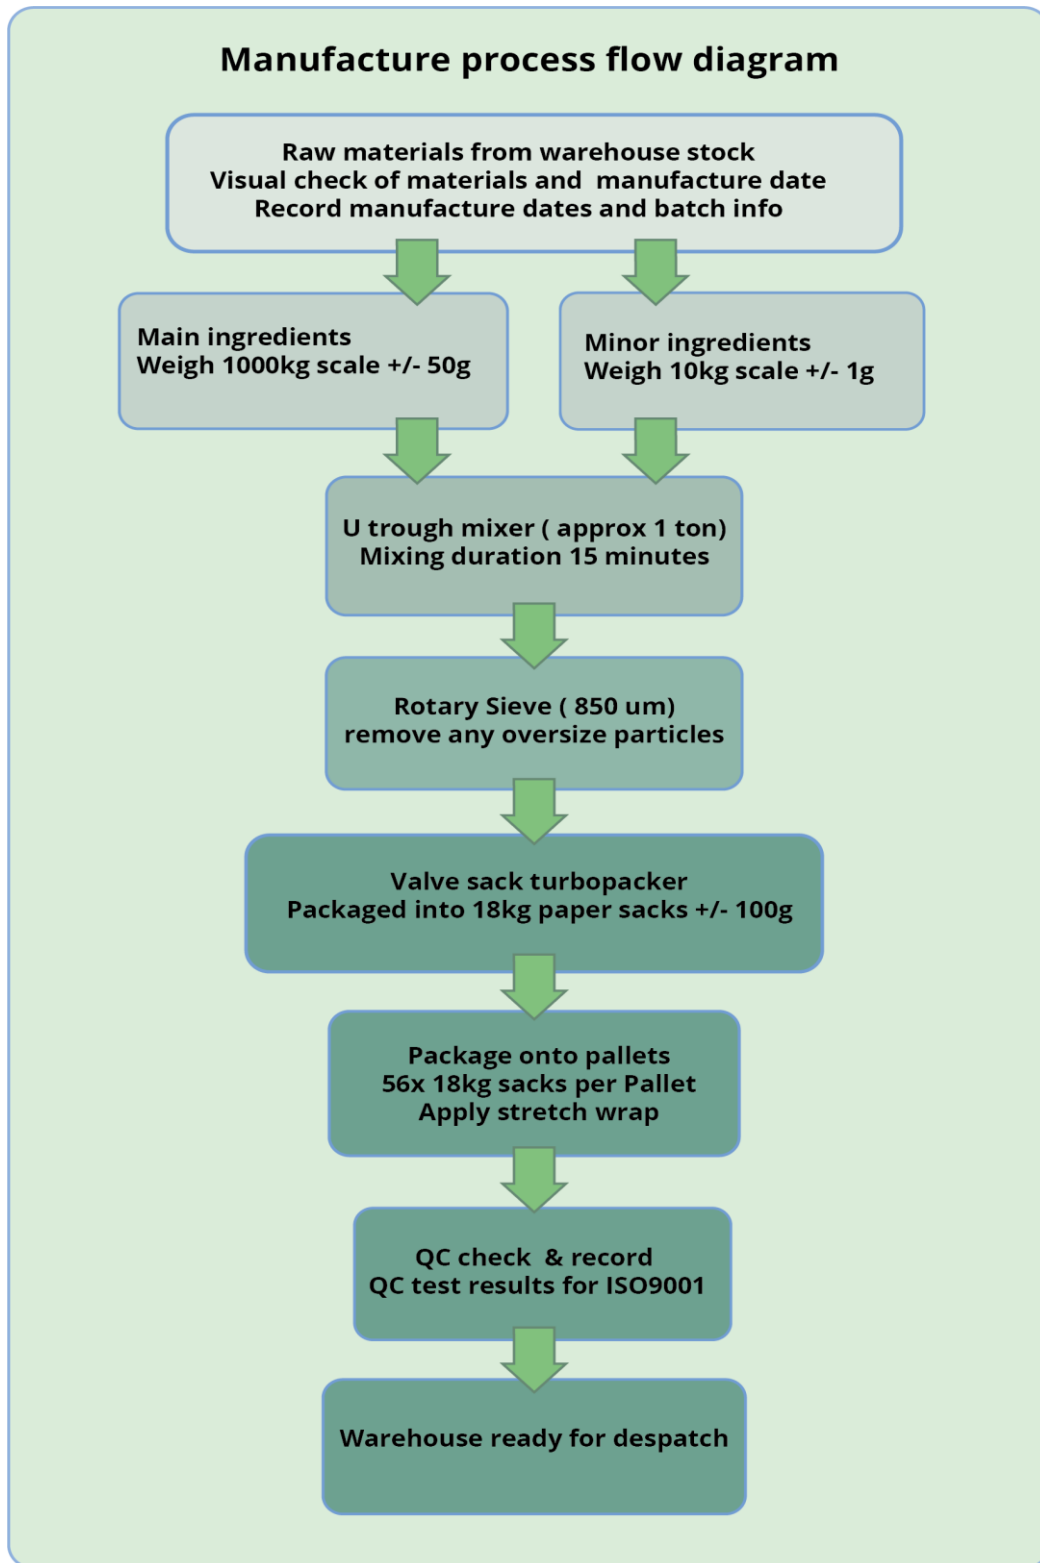 Manufacture process flow diagram
Raw materials from warehouse stock
Visual check of materials and  manufacture date
Record manufacture dates and batch info
Main ingredients
Weigh 1000kg scale +/- 50g
Minor ingredients
Weigh 10kg scale +/- 1g
U trough mixer ( approx 1 ton)
Mixing duration 15 minutes
Rotary Sieve ( 850 um)
remove any oversize particles
Valve sack turbopacker
Packaged into 18kg paper sacks +/- 100g
Package onto pallets
56x 18kg sacks per Pallet
Apply stretch wrap
QC check  & record
QC test results for ISO9001
Warehouse ready for despatch